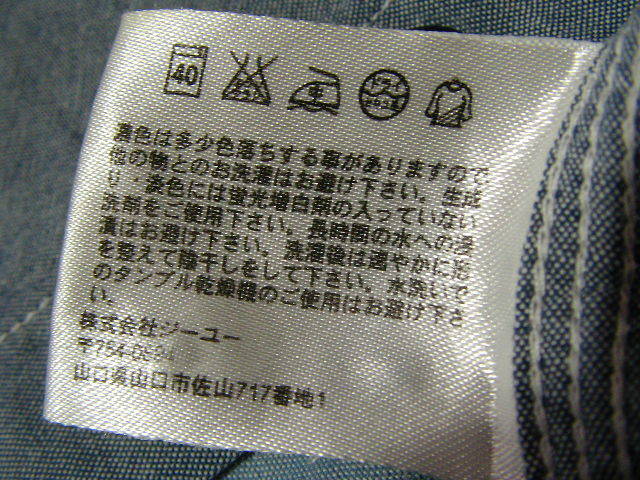 40
濃色は多少色落ちする事がありますので
他の物とのお洗濯はお避け下さい。生成
り・淡色には蛍光増白剤の入っていない
洗剤をご使用下さい。長時間の水への浸
漬はお避け下さい。洗濯後は速やかに形
を整えて陰干しをして下さい。水洗いで
のタンブル乾燥機のご使用はお避け下さ
い。
株式会社ジーユー
〒754-0894
山口県山口市佐山717番地1